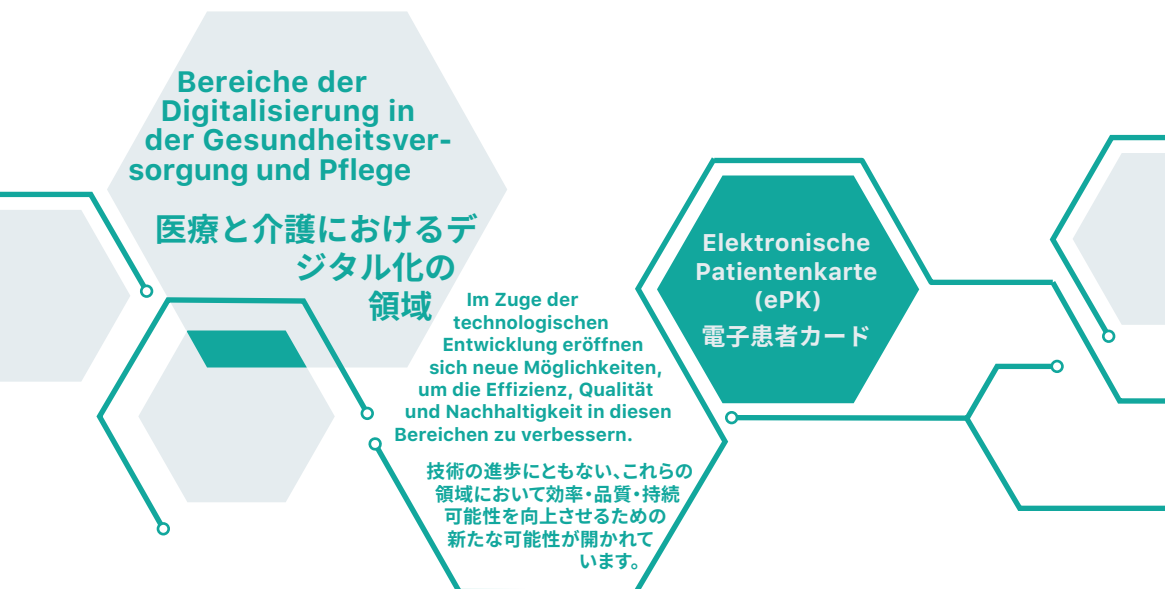 Bereiche der
Digitalisierung in
der Gesundheitsver-
sorgung und Pflege
医療と介護におけるデ
ジタル化の
領域
Im Zuge der
technologischen
Entwicklung eröffnen
sich neue Möglichkeiten,
um die Effizienz, Qualität
und Nachhaltigkeit in diesen
Bereichen zu verbessern.
技術の進歩にともない、これらの
領域において効率・品質・持続
可能性を向上させるための
新たな可能性が開かれて
います。
Elektronische
Patientenkarte
(ePK)
電子患者カード